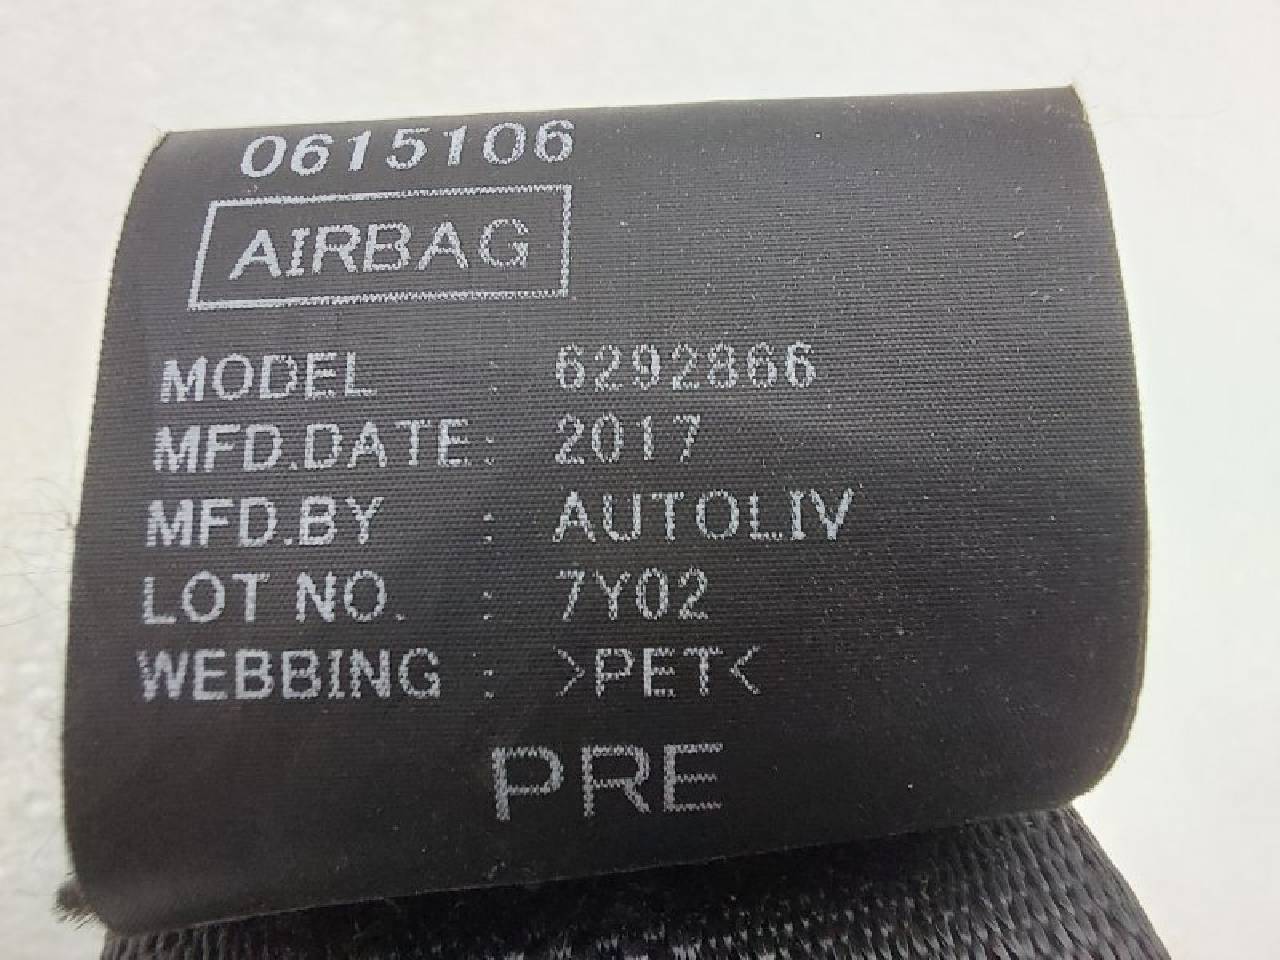 0615106
AIRBAG
MODEL : 6292866
MFD.DATE : 2017
MFD.BY : AUTOLIV
LOT NO. : 7Y02
WEBBING : >PET<
PRE